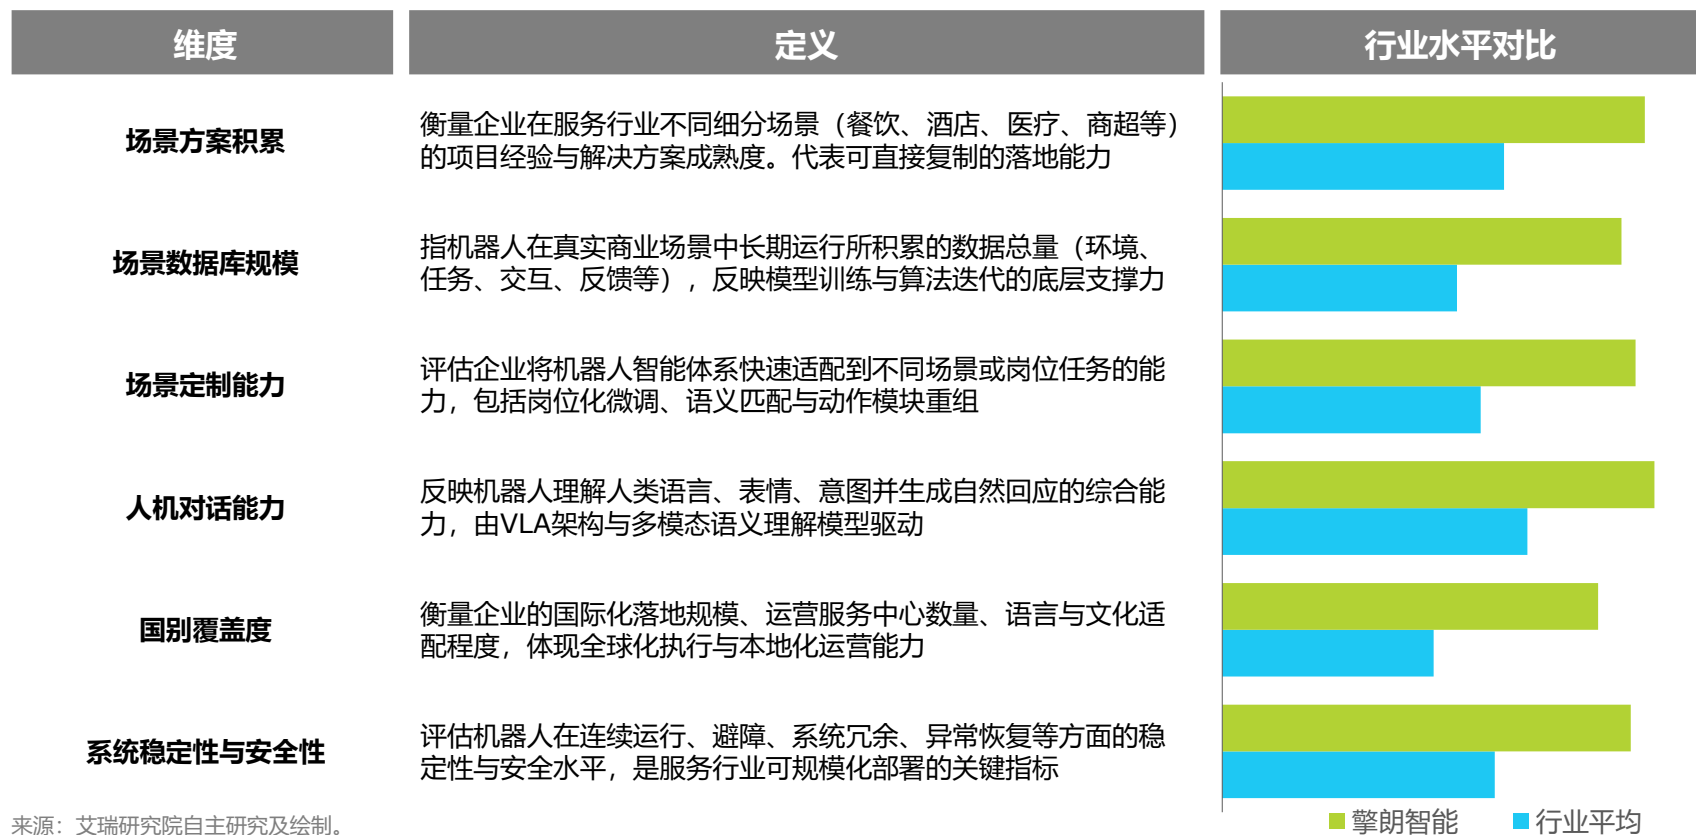 维度
定义
行业水平对比
场景方案积累
衡量企业在服务行业不同细分场景（餐饮、酒店、医疗、商超等）
的项目经验与解决方案成熟度。代表可直接复制的落地能力
场景数据库规模
指机器人在真实商业场景中长期运行所积累的数据总量（环境、
任务、交互、反馈等），反映模型训练与算法迭代的底层支撑力
场景定制能力
评估企业将机器人智能体系快速适配到不同场景或岗位任务的能
力，包括岗位化微调、语义匹配与动作模块重组
人机对话能力
反映机器人理解人类语言、表情、意图并生成自然回应的综合能
力，由VLA架构与多模态语义理解模型驱动
国别覆盖度
衡量企业的国际化落地规模、运营服务中心数量、语言与文化适
配程度，体现全球化执行与本地化运营能力
系统稳定性与安全性
评估机器人在连续运行、避障、系统冗余、异常恢复等方面的稳
定性与安全水平，是服务行业可规模化部署的关键指标
擎朗智能
行业平均
来源：艾瑞研究院自主研究及绘制。